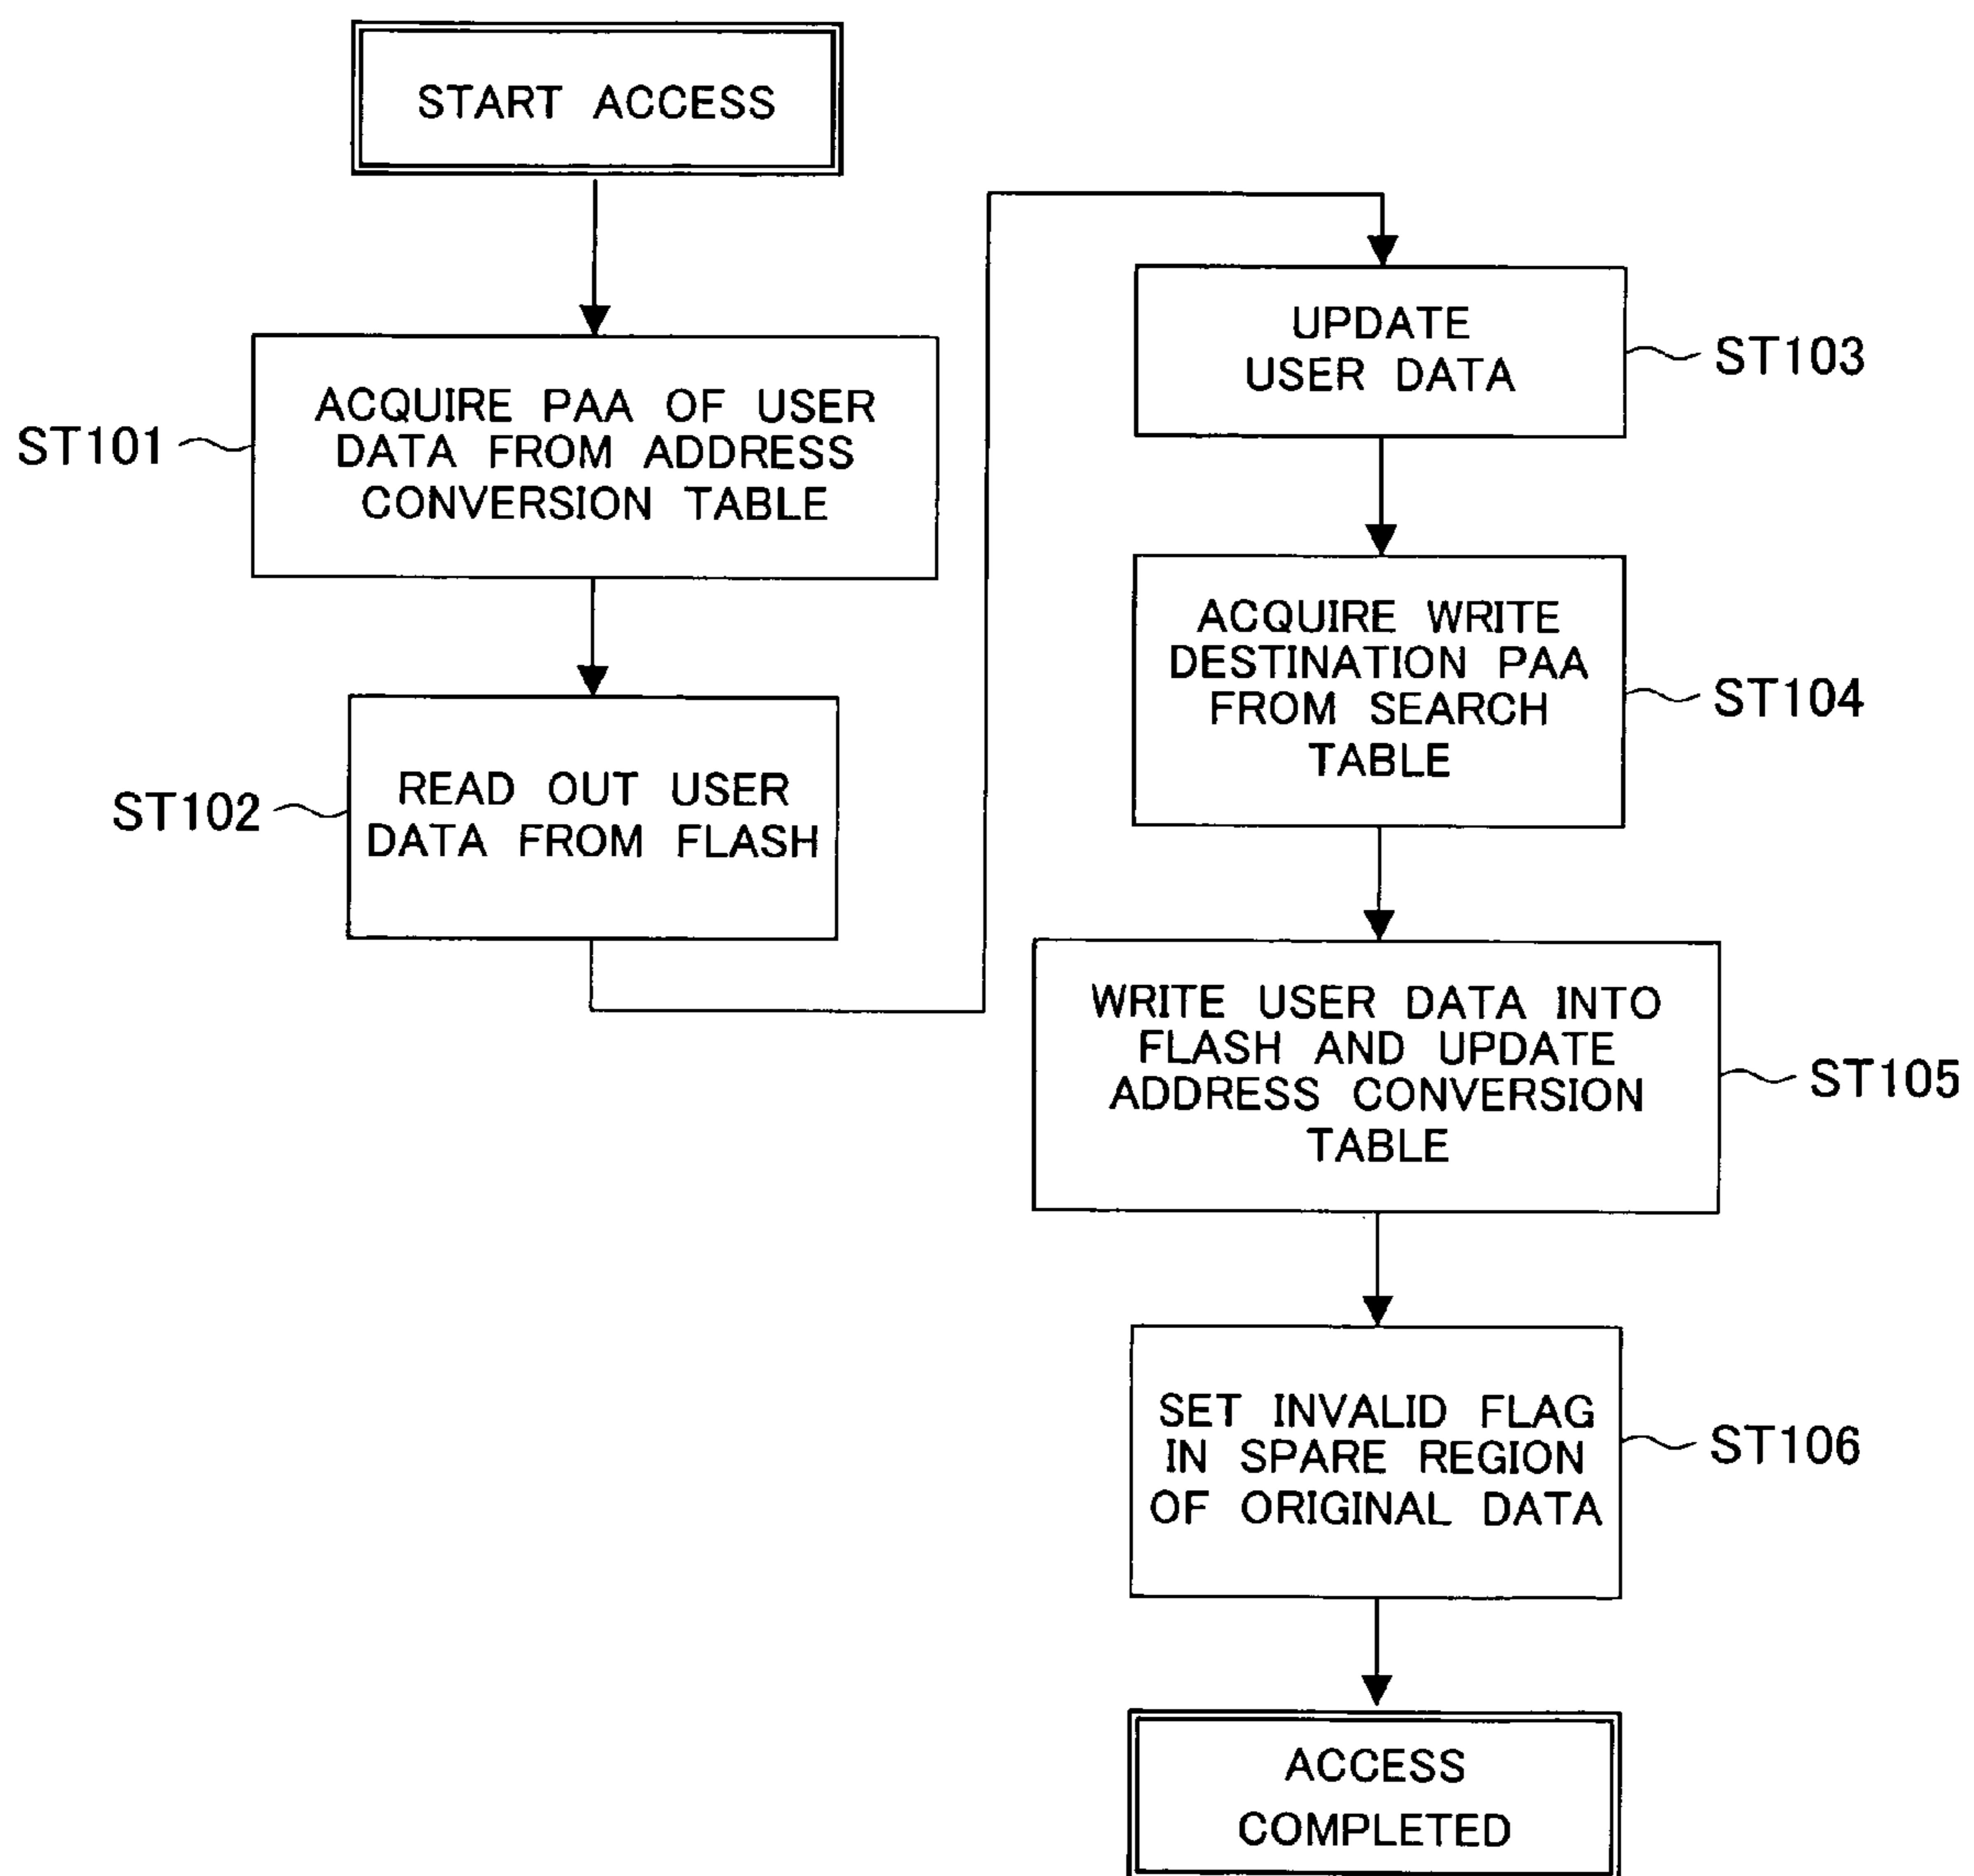 START ACCESS
ST101
ACQUIRE PAA OF USER
DATA FROM ADDRESS
CONVERSION TABLE
ST102
READ OUT USER
DATA FROM FLASH
UPDATE
USER DATA
ST103
ACQUIRE WRITE
DESTINATION PAA
FROM SEARCH
TABLE
ST104
WRITE USER DATA INTO
FLASH AND UPDATE
ADDRESS CONVERSION
TABLE
ST105
SET INVALID FLAG
IN SPARE REGION
OF ORIGINAL DATA
ST106
ACCESS
COMPLETED